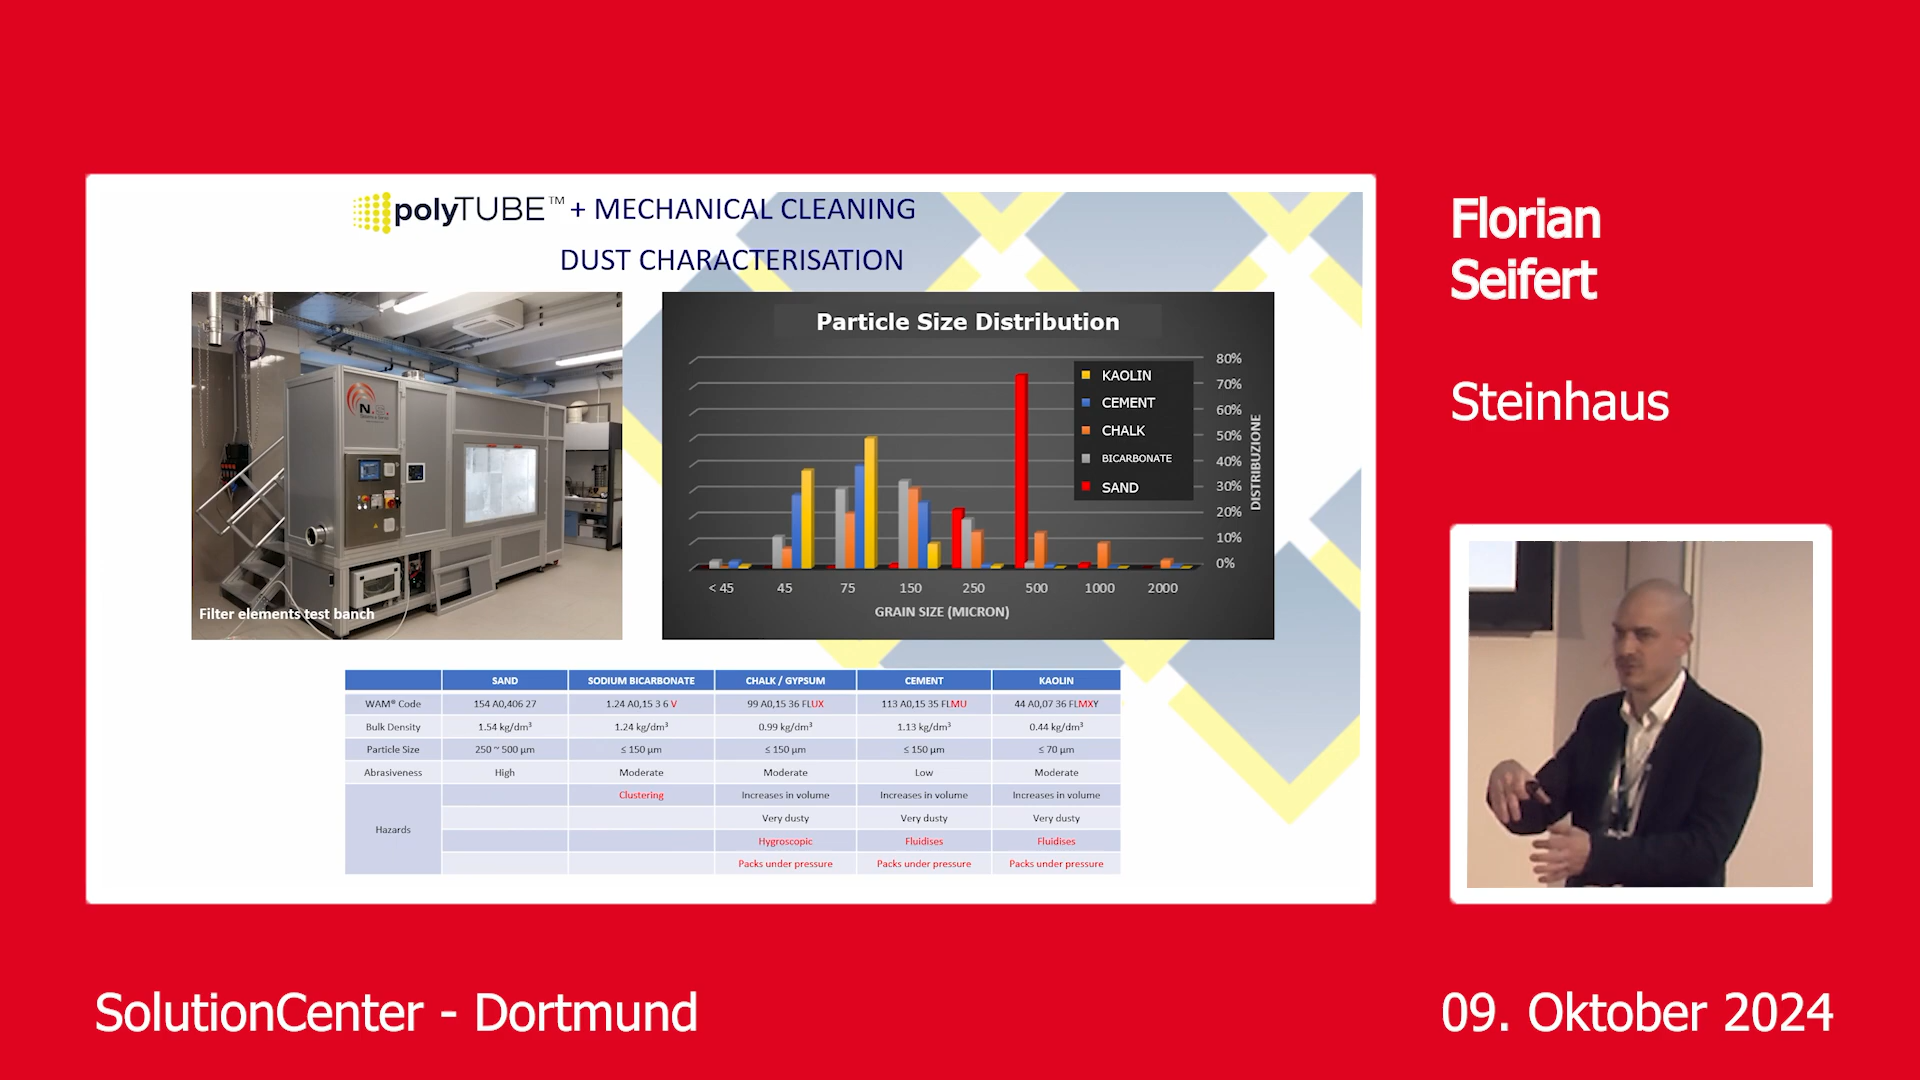 polyTUBE™ + MECHANICAL CLEANING
DUST CHARACTERISATION
N.
Filter elements test banch
Particle Size Distribution
80%
70%
60%
50%
40%
30%
20%
10%
0%
DISTRIBUZIONE
KAOLIN
CEMENT
CHALK
BICARBONATE
SAND
< 45 45 75 150 250 500 1000 2000
GRAIN SIZE (MICRON)
SAND SODIUM BICARBONATE CHALK / GYPSUM CEMENT KAOLIN
WAM® Code 154 A0,406 27 1.24 A0,15 3 6 V 99 A0,15 36 FLUX 113 A0,15 35 FLMU 44 A0,07 36 FLMXY
Bulk Density 1.54 kg/dm³ 1.24 kg/dm³ 0.99 kg/dm³ 1.13 kg/dm³ 0.44 kg/dm³
Particle Size 250 ~ 500 µm ≤ 150 µm ≤ 150 µm ≤ 150 µm ≤ 70 µm
Abrasiveness High Moderate Moderate Low Moderate
Hazards
Clustering Increases in volume Increases in volume Increases in volume
Very dusty Very dusty Very dusty
Hygroscopic Fluidises Fluidises
Packs under pressure Packs under pressure Packs under pressure
Florian
Seifert
Steinhaus
SolutionCenter - Dortmund
09. Oktober 2024